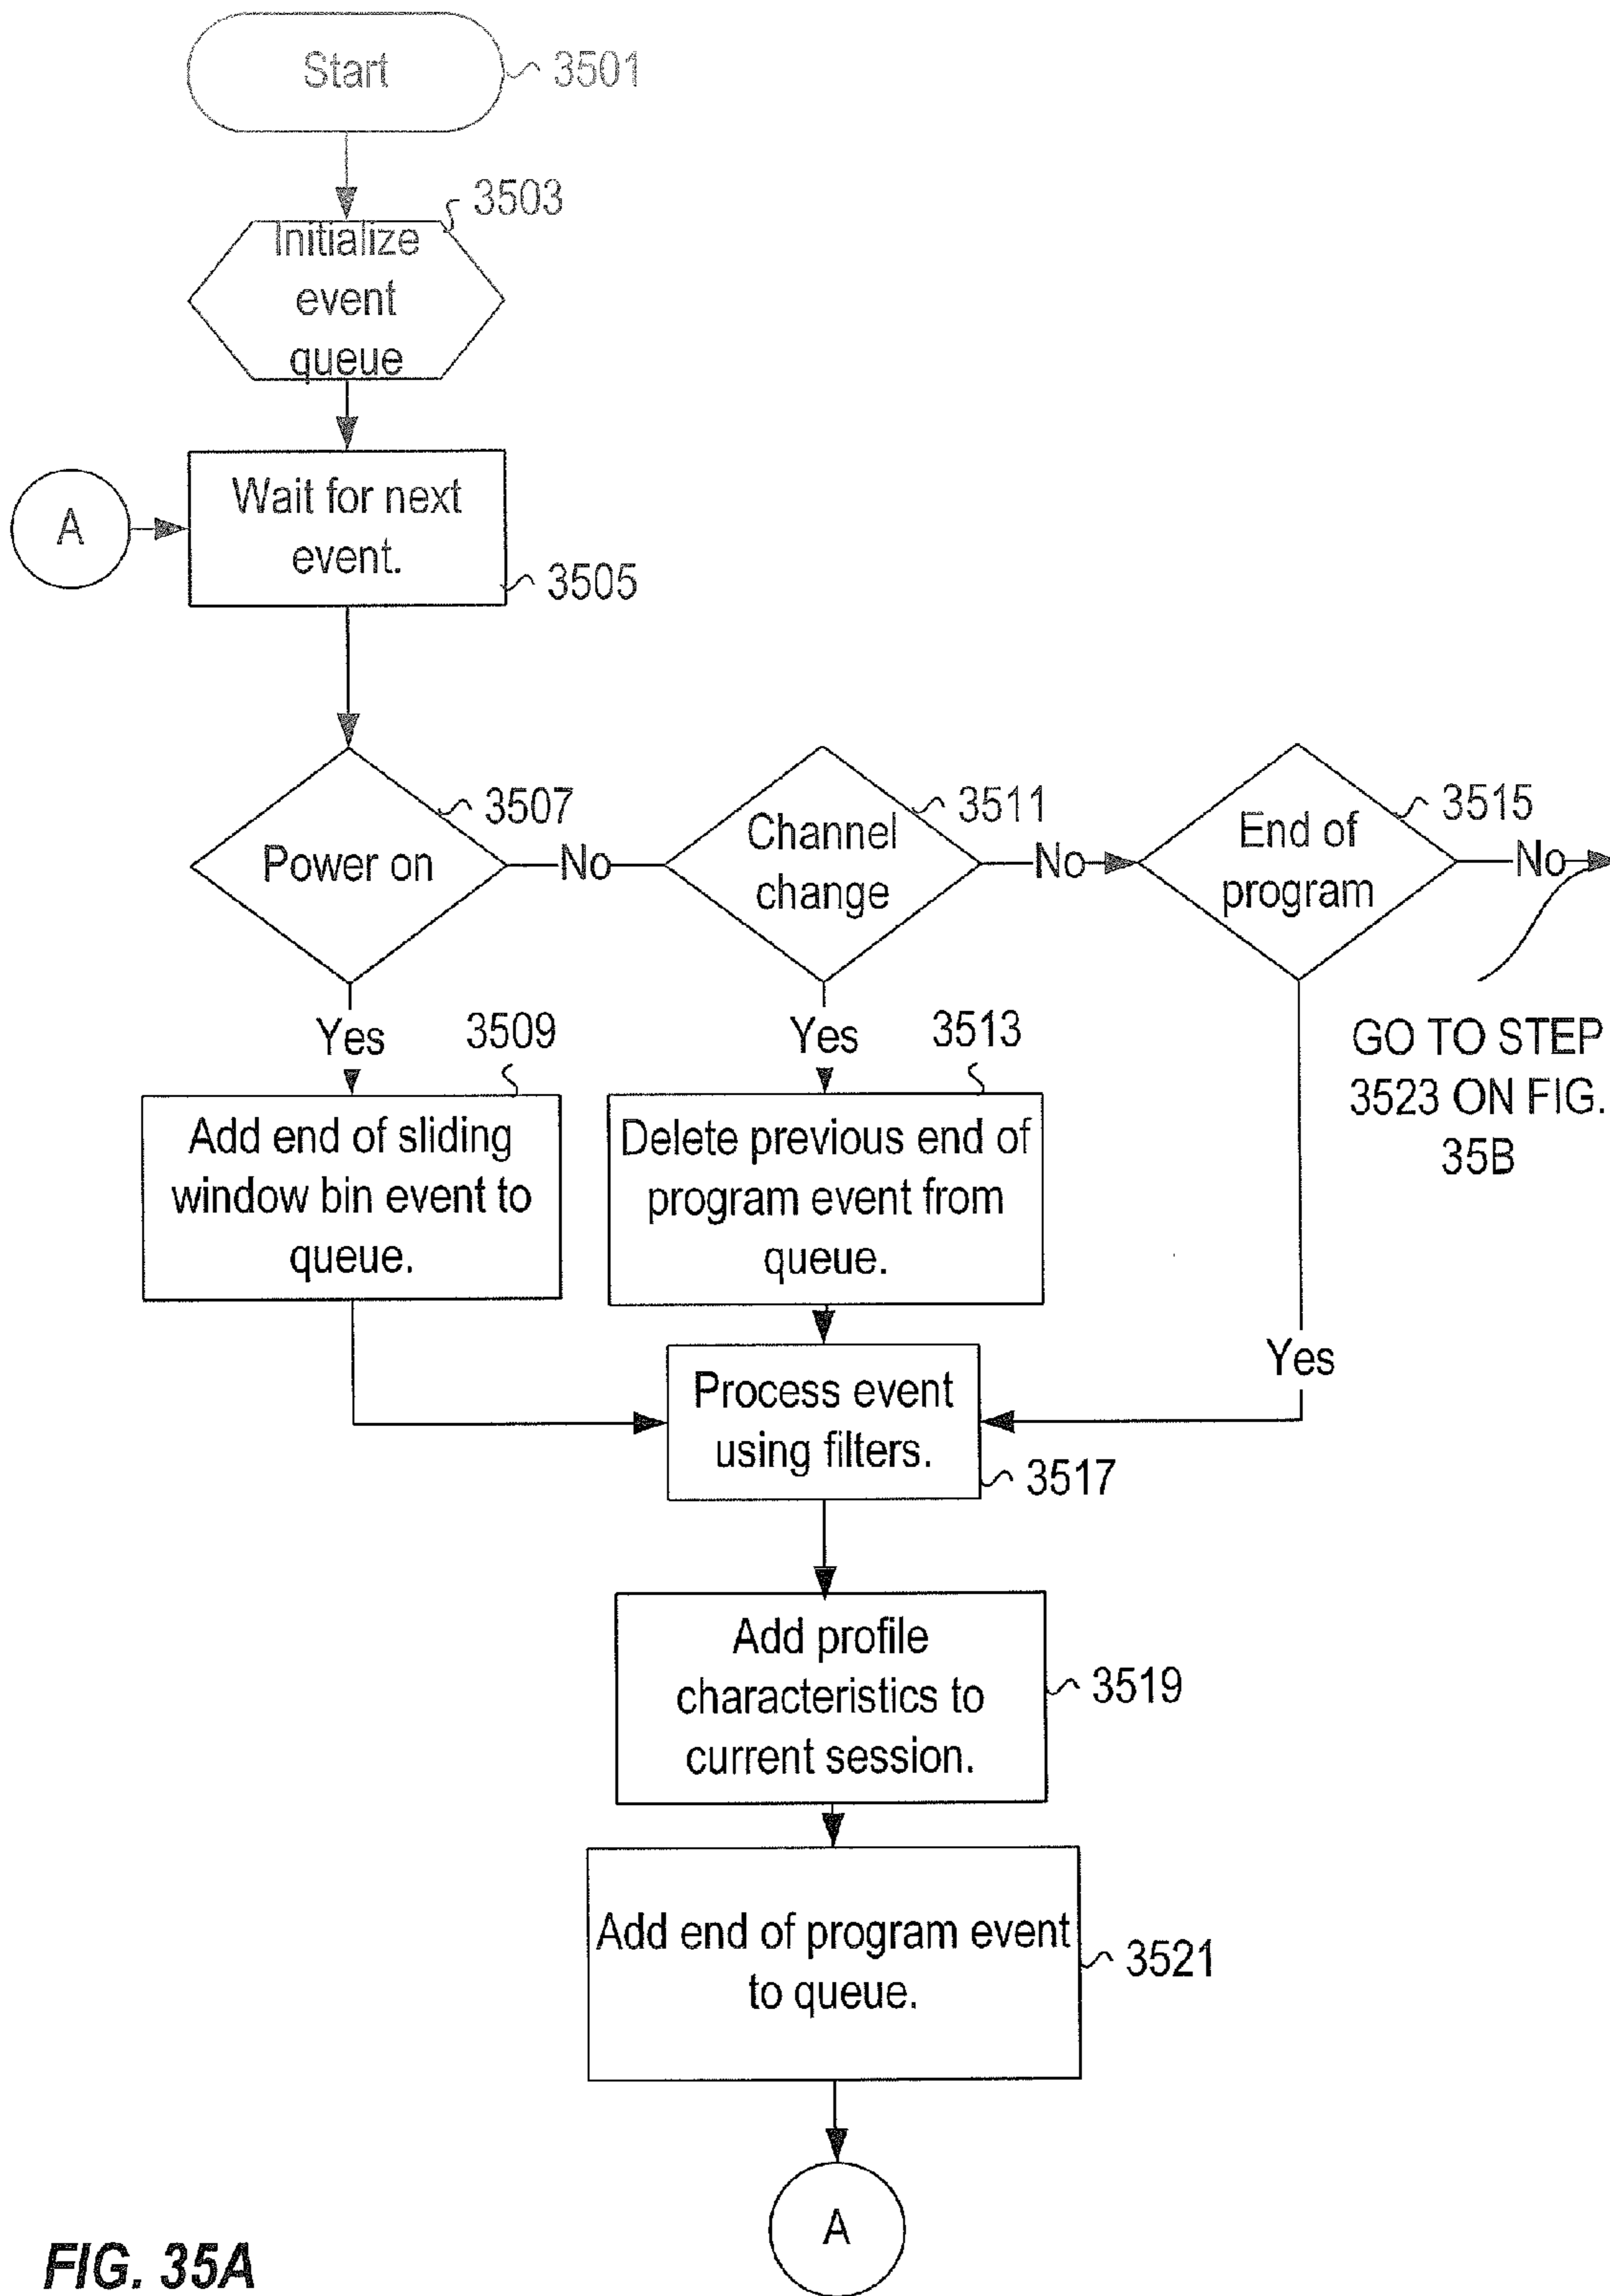 Start
3501
3503
Initialize
event
queue
A
Wait for next
event.
3505
Power on
3507
No
Channel
change
3511
No
End of
program
3515
No
GO TO STEP
3523 ON FIG.
35B
Yes
3509
Add end of sliding
window bin event to
queue.
Yes
3513
Delete previous end of
program event from
queue.
Yes
Process event
using filters.
3517
Add profile
characteristics to
current session.
3519
Add end of program event
to queue.
3521
A
FIG. 35A